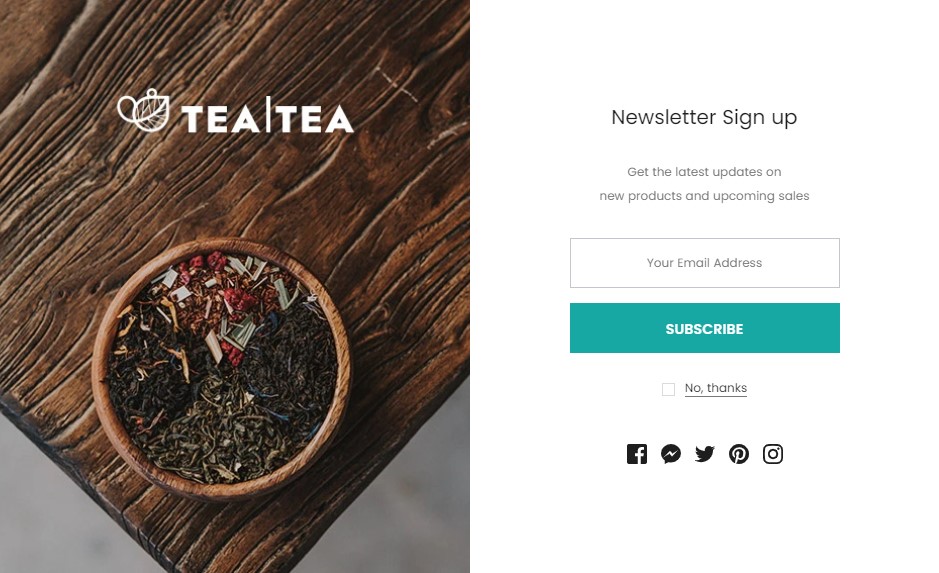 TEA|TEA
Newsletter Sign up
Get the latest updates on
new products and upcoming sales
Your Email Address
SUBSCRIBE
No, thanks